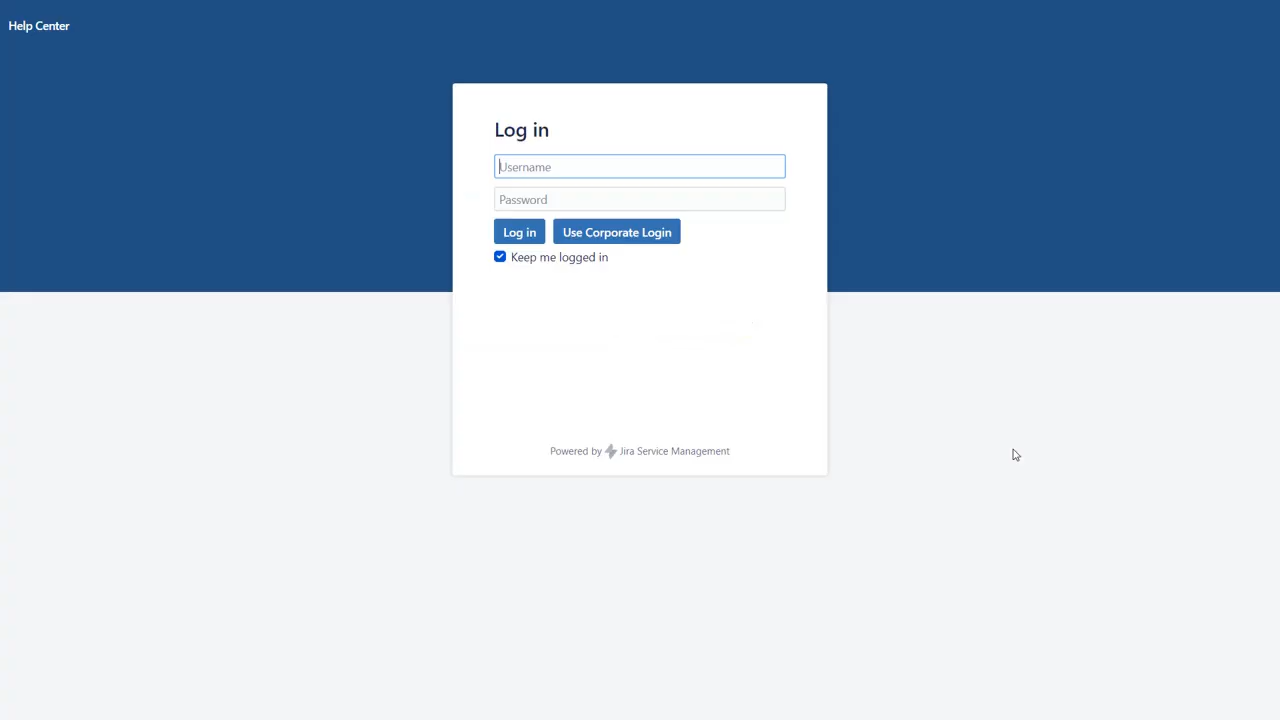 Help Center
Log in
Username
Password
Log in Use Corporate Login
Keep me logged in
Powered by Jira Service Management